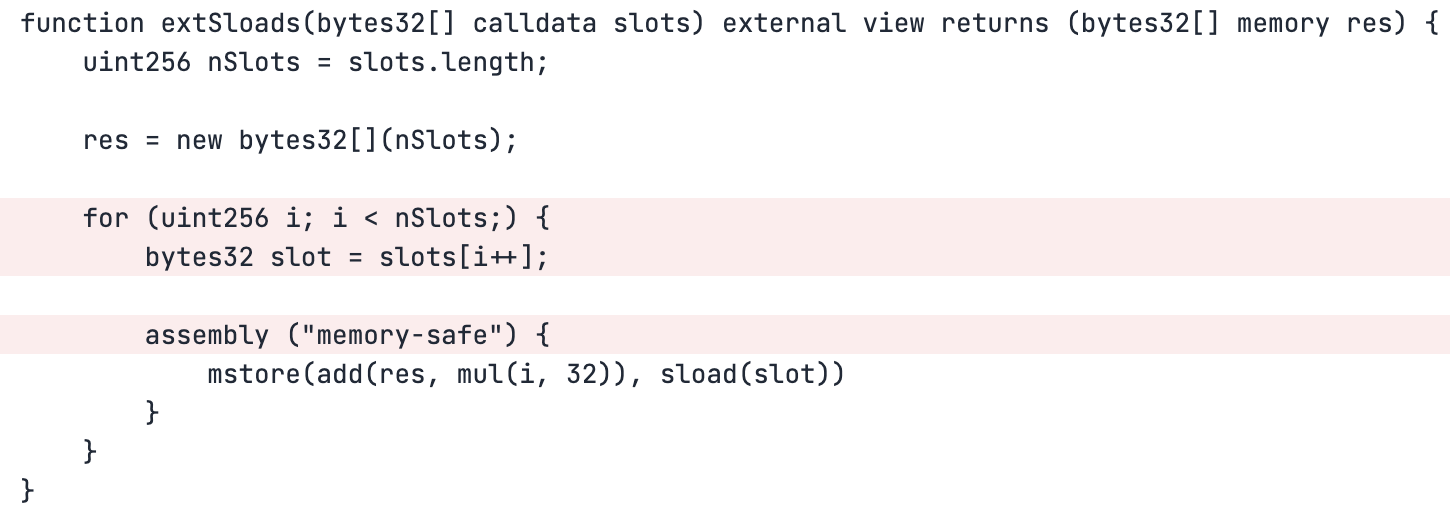 function extSloads(bytes32[] calldata slots) external view returns (bytes32[] memory res) {
    uint256 nSlots = slots.length;

    res = new bytes32[](nSlots);

    for (uint256 i; i < nSlots;) {
        bytes32 slot = slots[i++];

        assembly ("memory-safe") {
            mstore(add(res, mul(i, 32)), sload(slot))
        }
    }
}